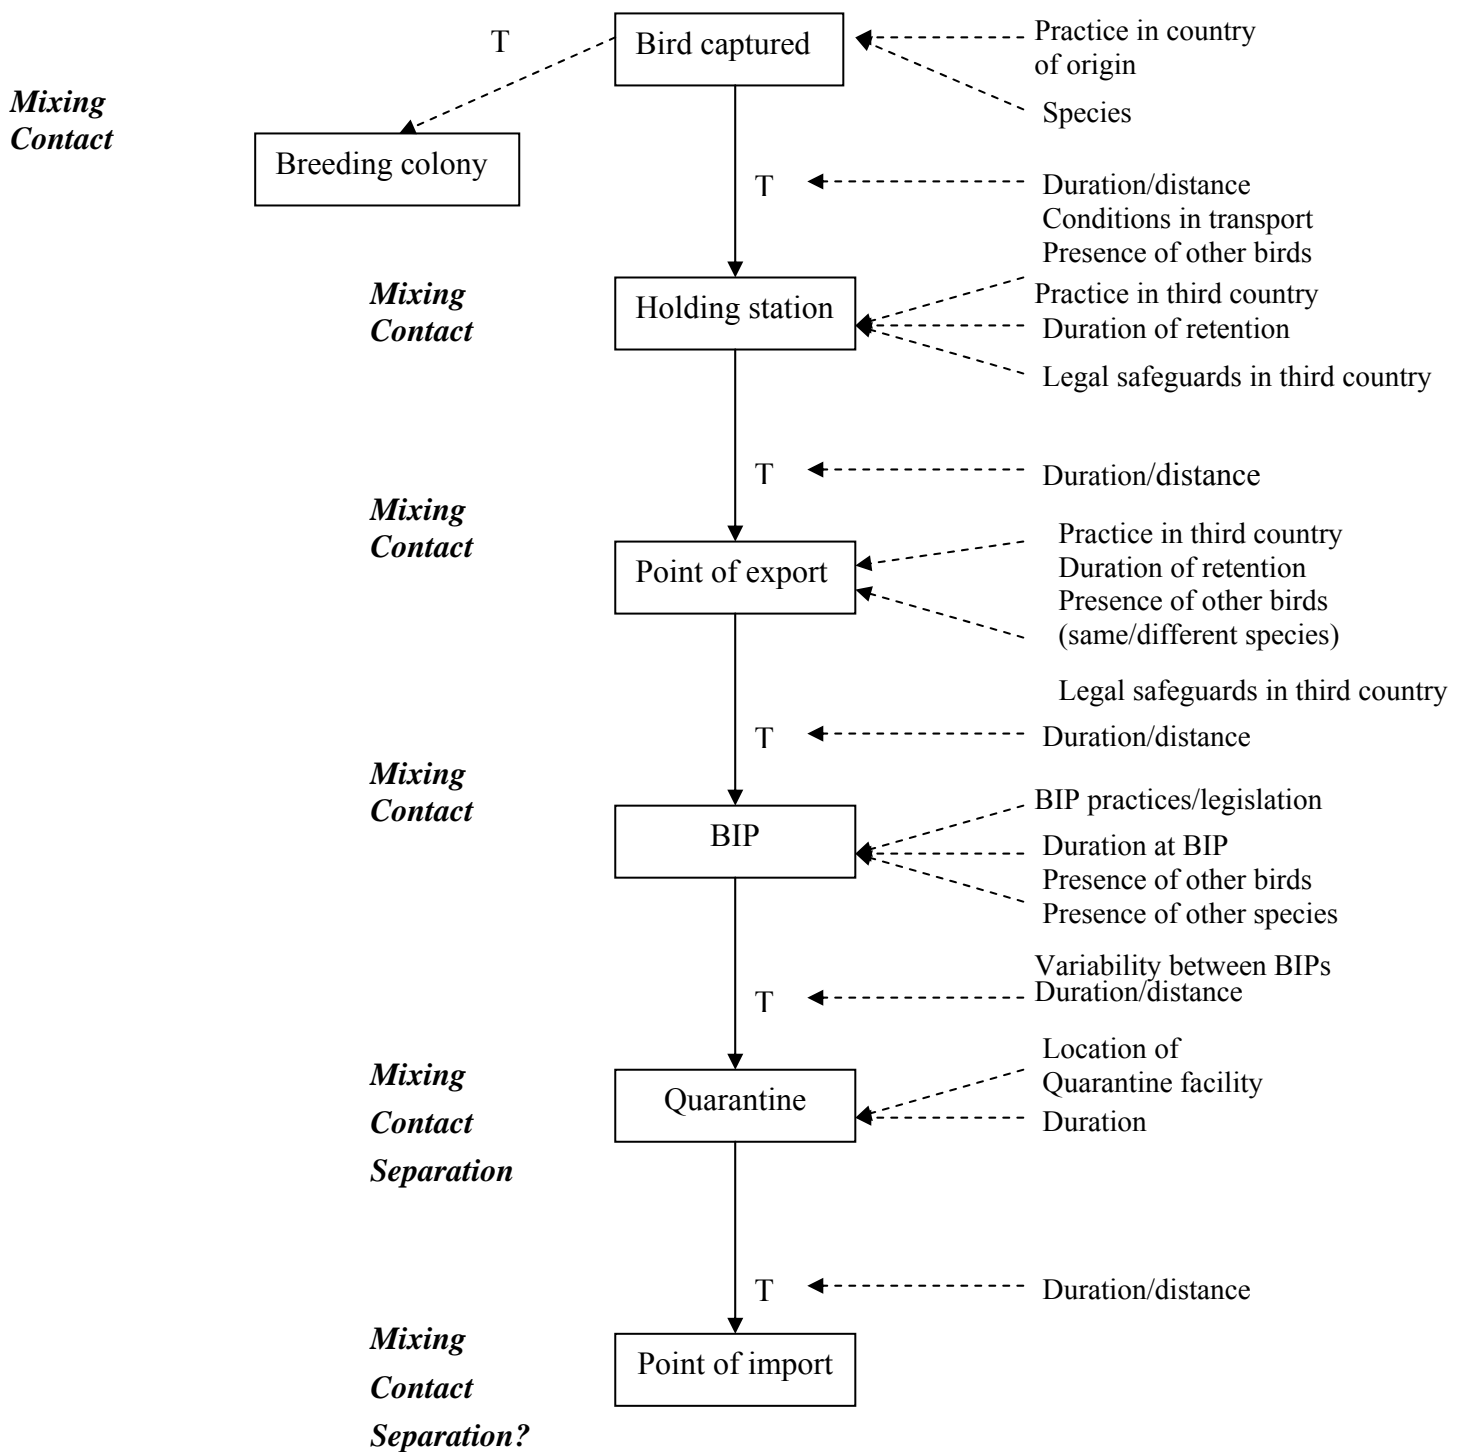 T
Bird captured
Practice in country
of origin
Mixing
Contact
Species
Breeding colony
T
Duration/distance
Conditions in transport
Presence of other birds
Mixing
Contact
Holding station
Practice in third country
Duration of retention
Legal safeguards in third country
T
Duration/distance
Mixing
Contact
Point of export
Practice in third country
Duration of retention
Presence of other birds
(same/different species)
Legal safeguards in third country
T
Duration/distance
Mixing
Contact
BIP
BIP practices/legislation
Duration at BIP
Presence of other birds
Presence of other species
Variability between BIPs
T
Duration/distance
Mixing
Contact
Separation
Quarantine
Location of
Quarantine facility
Duration
T
Duration/distance
Mixing
Contact
Separation?
Point of import